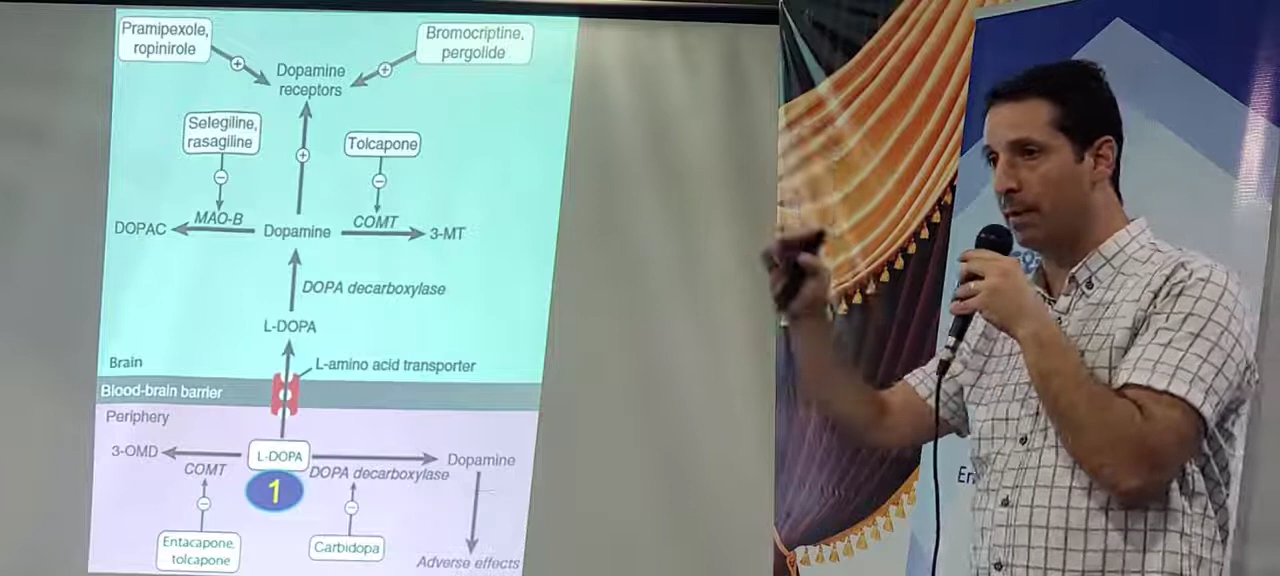 Pramipexole,
ropinirole
Bromocriptine,
pergolide
Dopamine
receptors
Selegiline,
rasagiline
Tolcapone
DOPAC
MAO-B
Dopamine
COMT
3-MT
DOPA decarboxylase
L-DOPA
L-amino acid transporter
Brain
Blood-brain barrier
Periphery
3-OMD
COMT
L-DOPA
DOPA decarboxylase
Dopamine
1
Entacapone,
tolcapone
Carbidopa
Adverse effects